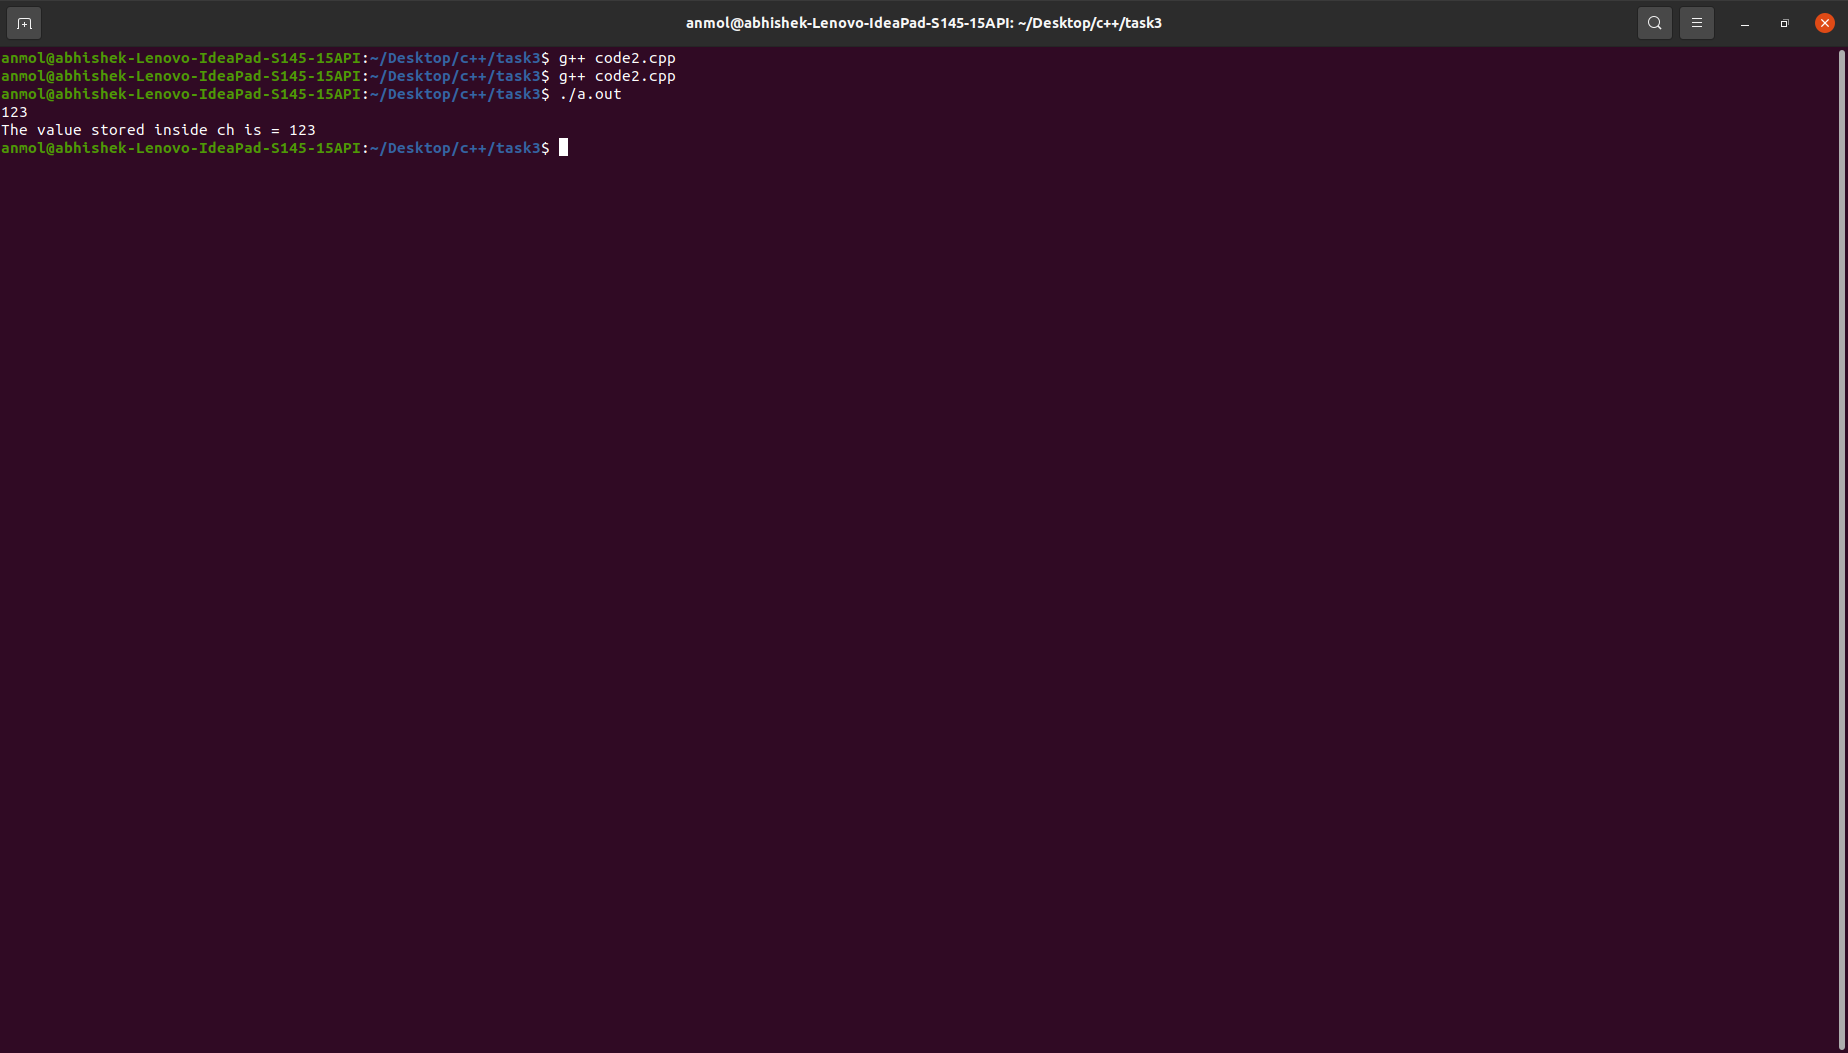 anmol@abhishek-Lenovo-IdeaPad-S145-15API: ~/Desktop/c++/task3
anmol@abhishek-Lenovo-IdeaPad-S145-15API:~/Desktop/c++/task3$ g++ code2.cpp
anmol@abhishek-Lenovo-IdeaPad-S145-15API:~/Desktop/c++/task3$ g++ code2.cpp
anmol@abhishek-Lenovo-IdeaPad-S145-15API:~/Desktop/c++/task3$ ./a.out
123
The value stored inside ch is = 123
anmol@abhishek-Lenovo-IdeaPad-S145-15API:~/Desktop/c++/task3$